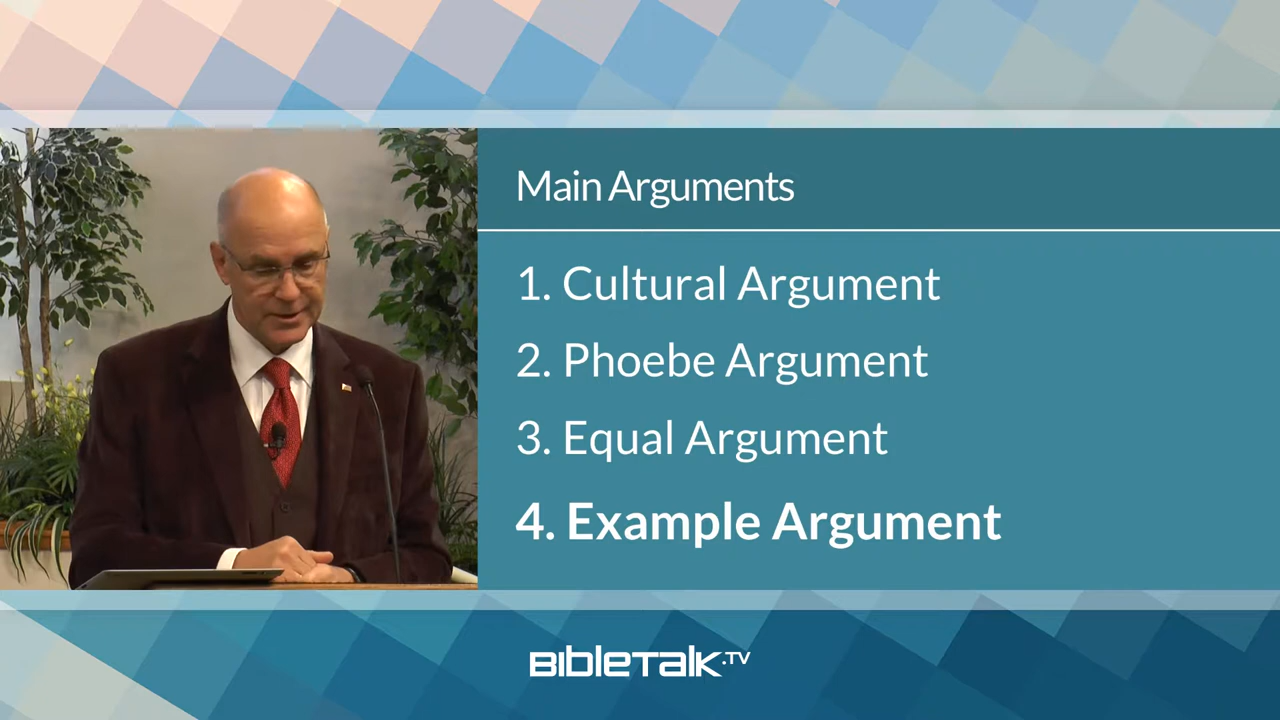 Main Arguments
1. Cultural Argument
2. Phoebe Argument
3. Equal Argument
4. Example Argument
BIBLETALK.TV